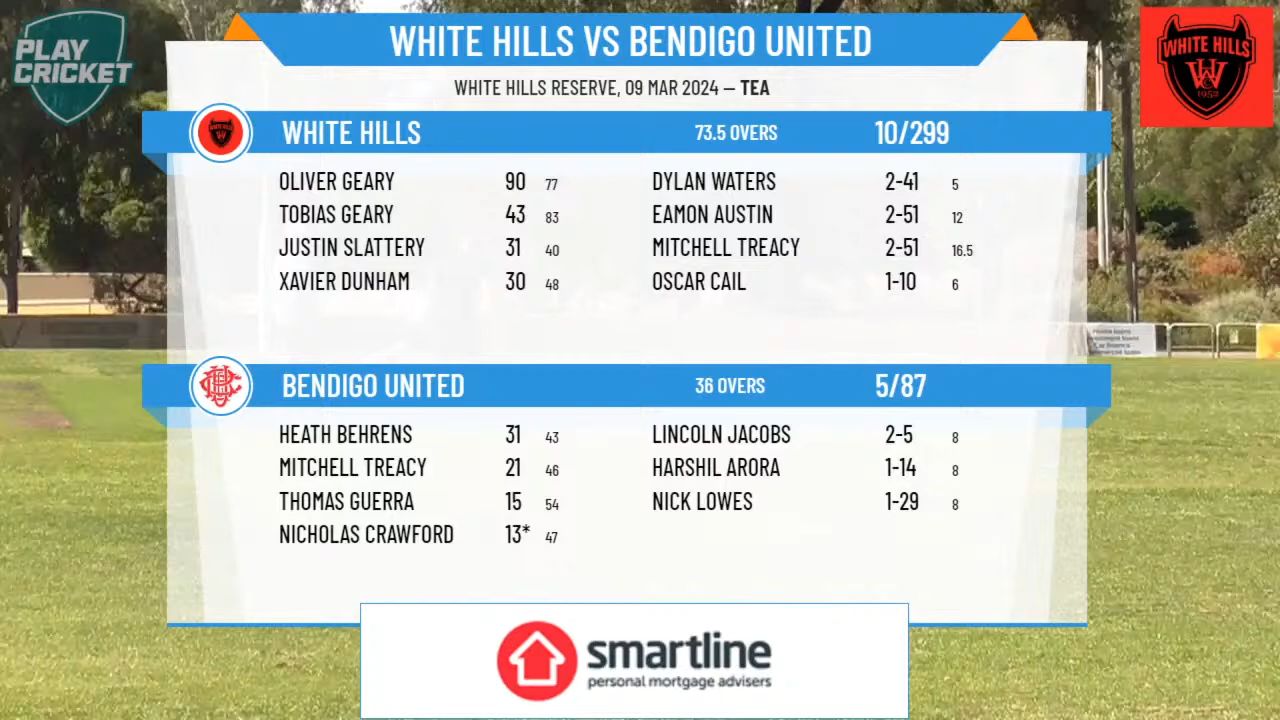 PLAY
CRICKET
WHITE HILLS VS BENDIGO UNITED
WHITE HILLS
W
CC
1952
WHITE HILLS RESERVE, 09 MAR 2024 – TEA
WHITE HILLS 73.5 OVERS 10/299
OLIVER GEARY 90 77 DYLAN WATERS 2-41 5
TOBIAS GEARY 43 83 EAMON AUSTIN 2-51 12
JUSTIN SLATTERY 31 40 MITCHELL TREACY 2-51 16.5
XAVIER DUNHAM 30 48 OSCAR CAIL 1-10 6
BENDIGO UNITED 36 OVERS 5/87
HEATH BEHRENS 31 43 LINCOLN JACOBS 2-5 8
MITCHELL TREACY 21 46 HARSHIL ARORA 1-14 8
THOMAS GUERRA 15 54 NICK LOWES 1-29 8
NICHOLAS CRAWFORD 13* 47
smartline
personal mortgage advisers